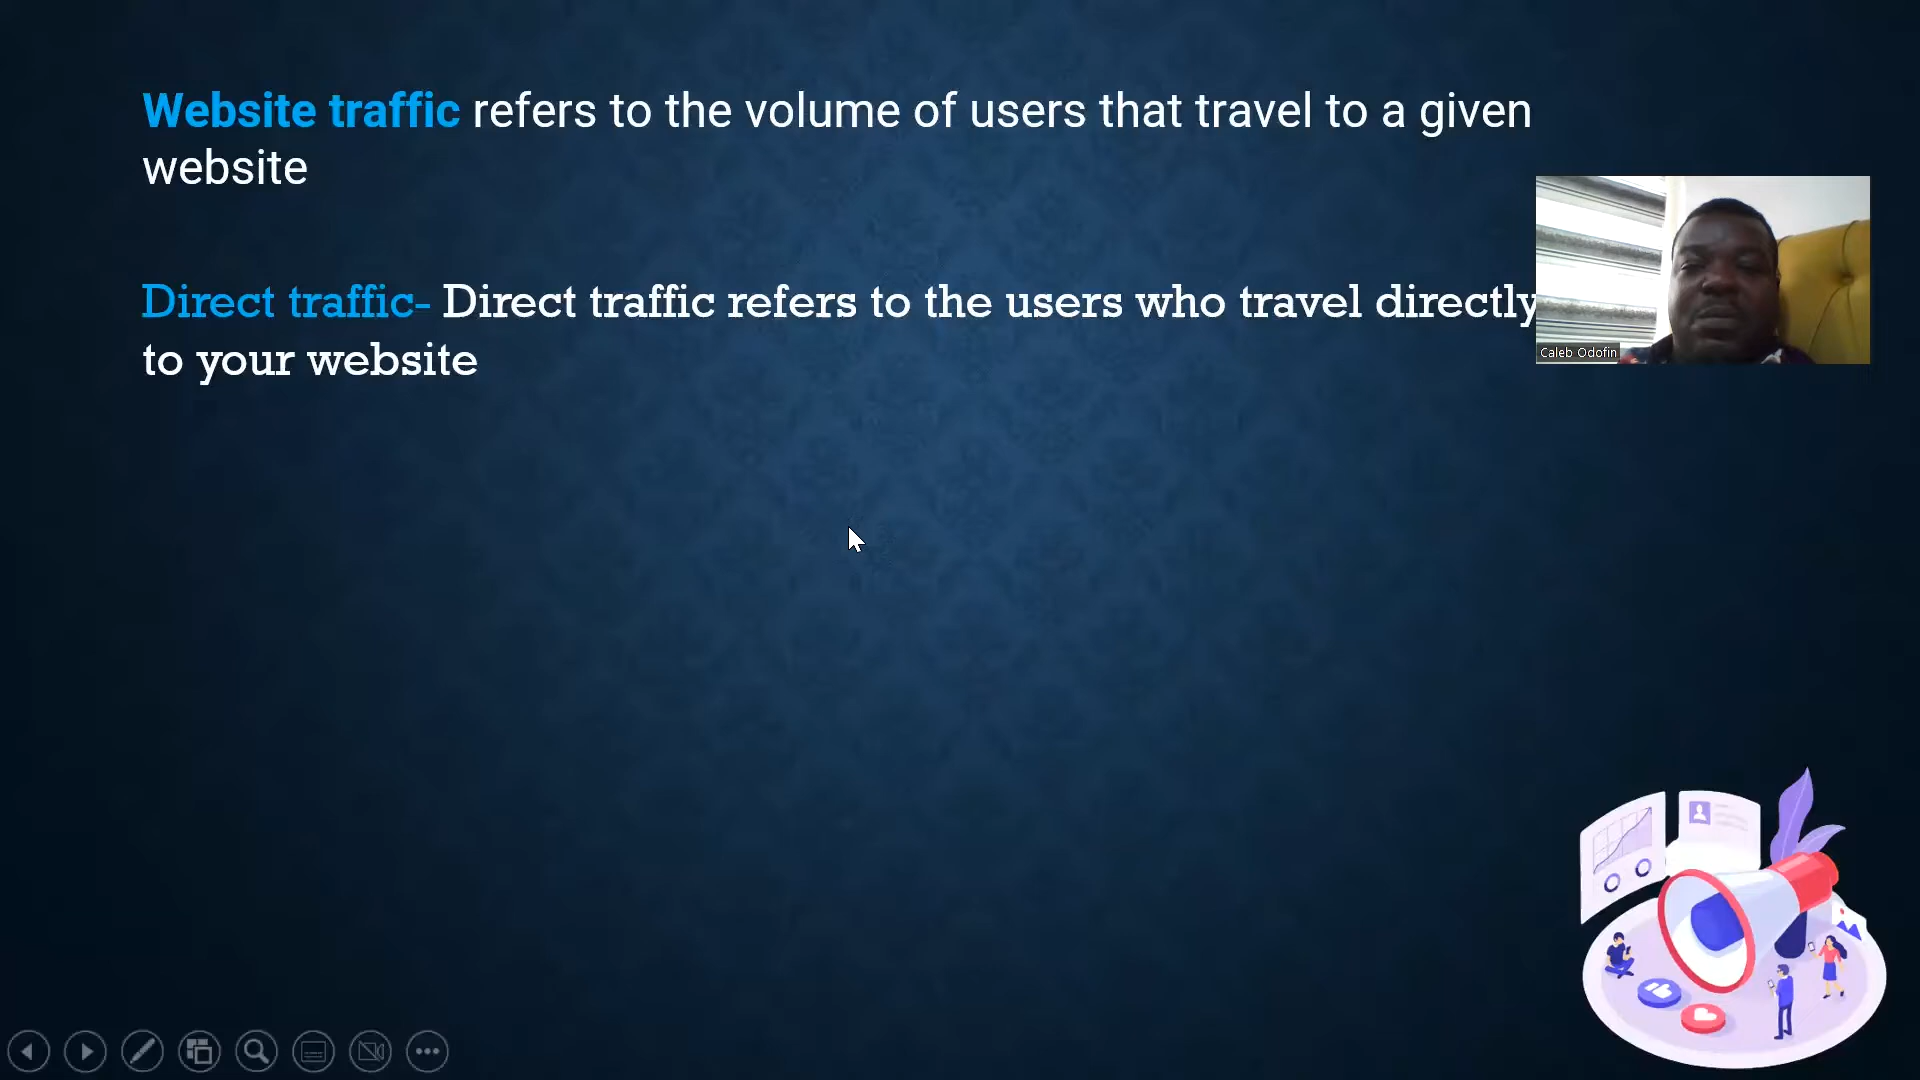 Website traffic refers to the volume of users that travel to a given
website
Direct traffic- Direct traffic refers to the users who travel directly
to your website
Caleb Odofin